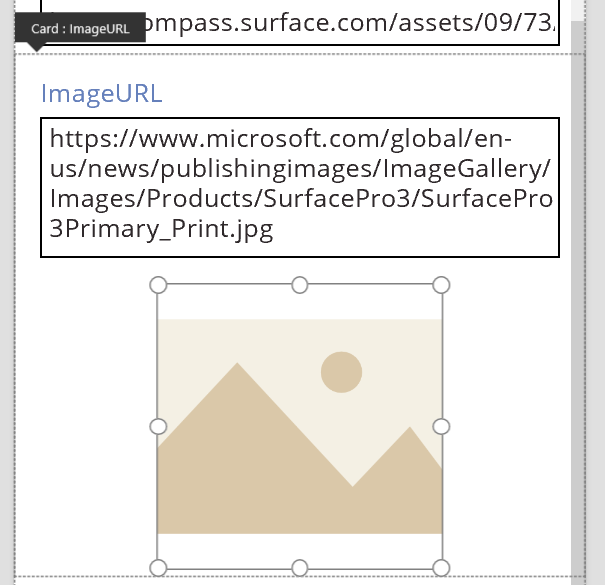 ompass.surface.com/assets/09/73/
Card : ImageURL
ImageURL
https://www.microsoft.com/global/en-
us/news/publishingimages/ImageGallery/
Images/Products/SurfacePro3/SurfacePro
3Primary_Print.jpg